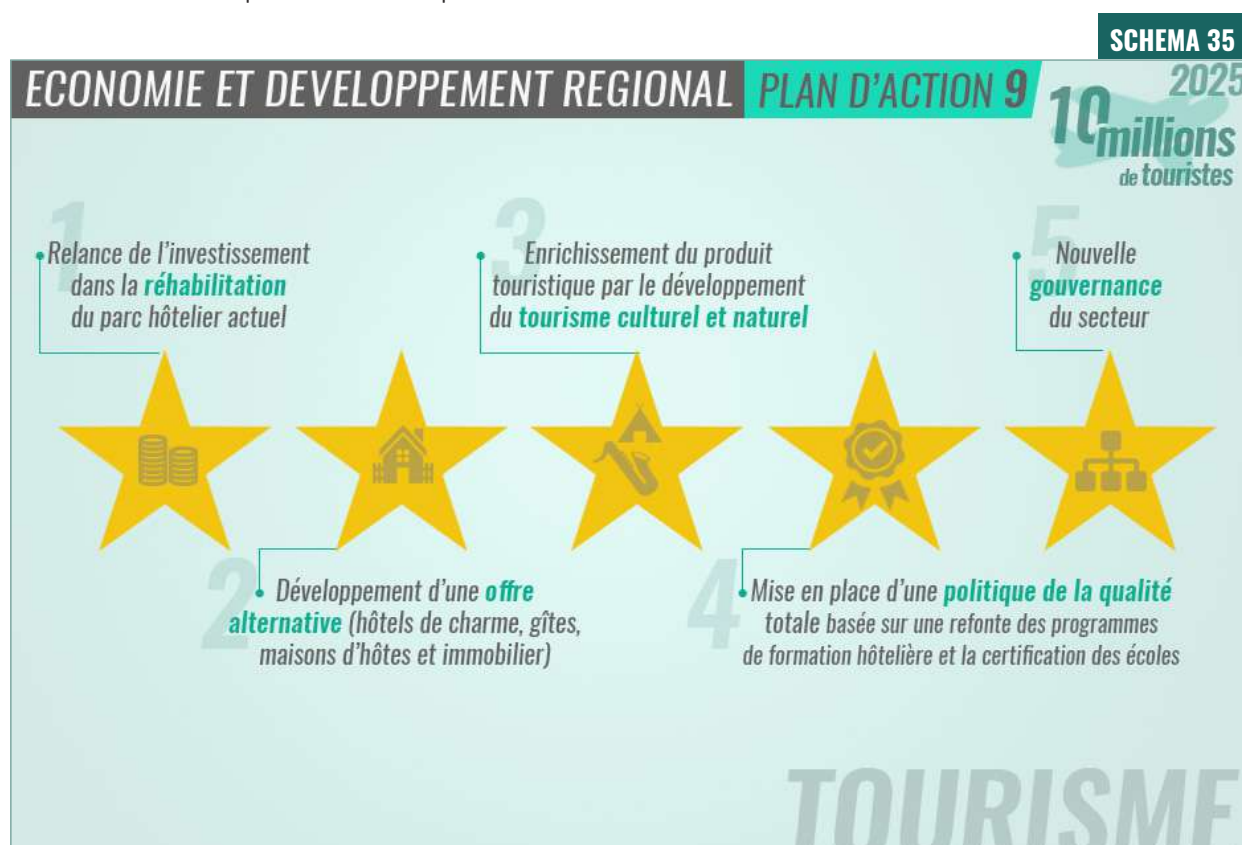 SCHEMA 35
ECONOMIE ET DEVELOPPEMENT REGIONAL PLAN D'ACTION 9
2025
10 millions
de touristes
1
Relance de l'investissement
dans la réhabilitation
du parc hôtelier actuel
3
Enrichissement du produit
touristique par le développement
du tourisme culturel et naturel
5
Nouvelle
gouvernance
du secteur
2
Développement d'une offre
alternative (hôtels de charme, gîtes,
maisons d'hôtes et immobilier)
4
Mise en place d'une politique de la qualité
totale basée sur une refonte des programmes
de formation hôtelière et la certification des écoles
TOURISME